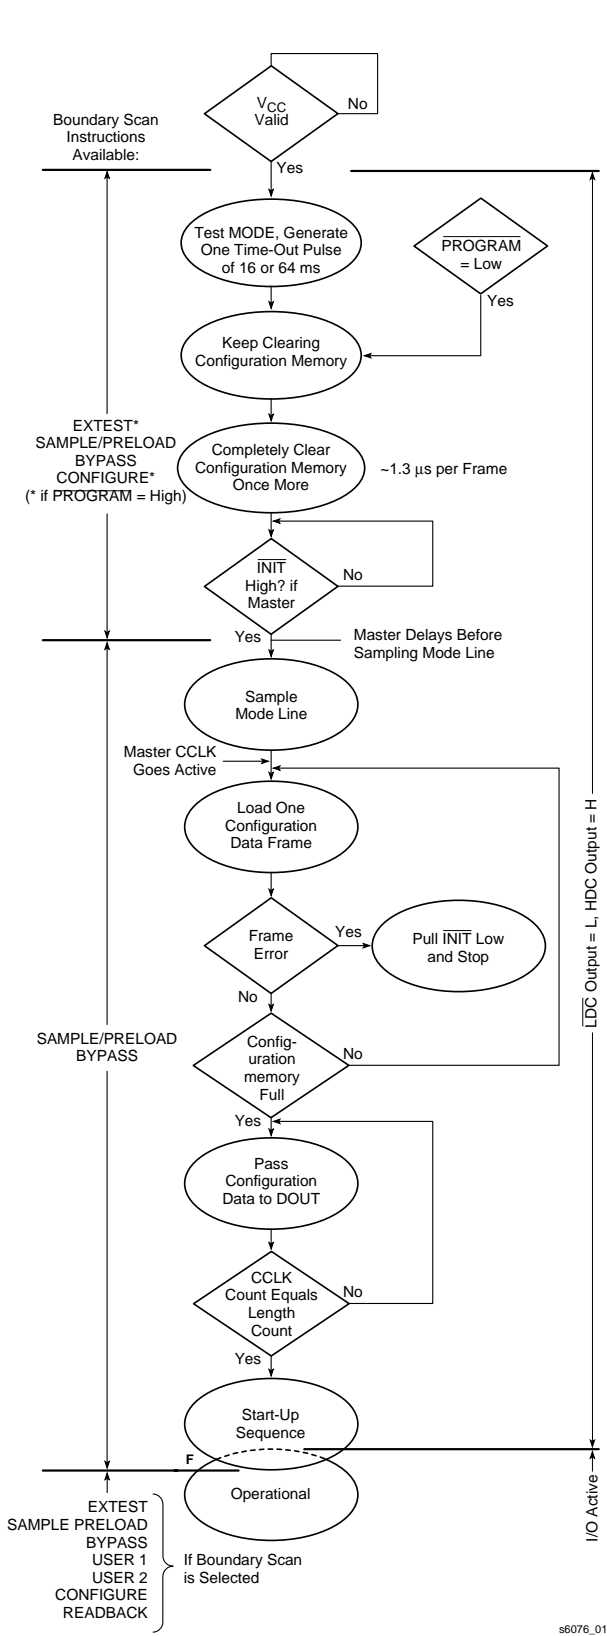 VCC
Valid
No
Yes
Boundary Scan
Instructions
Available:
Test MODE, Generate
One Time-Out Pulse
of 16 or 64 ms
PROGRAM
= Low
Yes
Keep Clearing
Configuration Memory
EXTEST*
SAMPLE/PRELOAD
BYPASS
CONFIGURE*
(* if PROGRAM = High)
Completely Clear
Configuration Memory
Once More
~1.3 μs per Frame
INIT
High? if
Master
No
Yes
Master Delays Before
Sampling Mode Line
Sample
Mode Line
Master CCLK
Goes Active
Load One
Configuration
Data Frame
LDC Output = L, HDC Output = H
Frame
Error
Yes
No
Pull INIT Low
and Stop
SAMPLE/PRELOAD
BYPASS
Config-
uration
memory
Full
No
Yes
Pass
Configuration
Data to DOUT
CCLK
Count Equals
Length
Count
No
Yes
Start-Up
Sequence
F
Operational
I/O Active
EXTEST
SAMPLE PRELOAD
BYPASS
USER 1
USER 2
CONFIGURE
READBACK
If Boundary Scan
is Selected
s6076_01